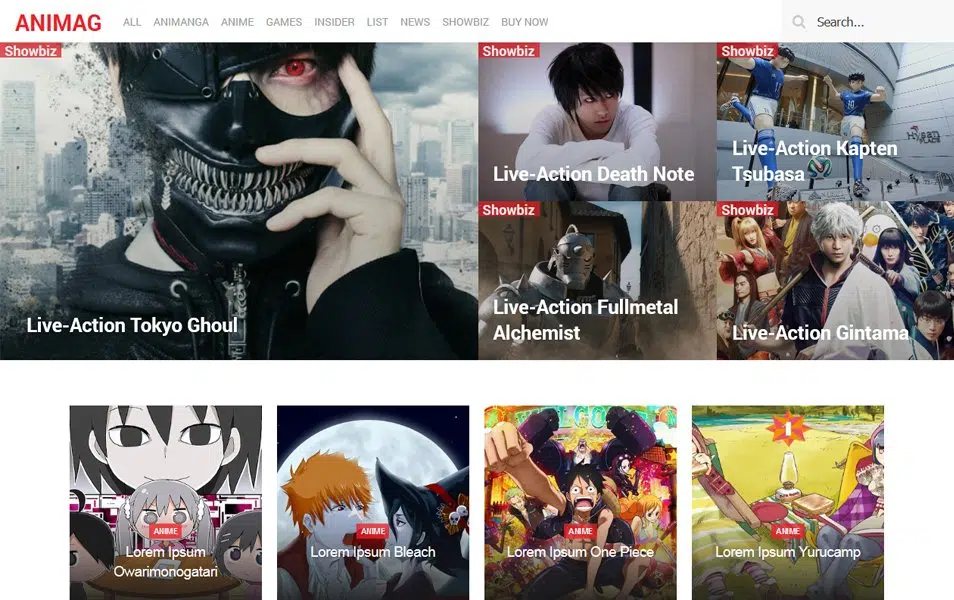 ANIMAG
ALL ANIMANGA ANIME GAMES INSIDER LIST NEWS SHOWBIZ BUY NOW
Search...
Showbiz
Live-Action Tokyo Ghoul
Showbiz
Live-Action Death Note
Showbiz
Live-Action Kapten
Tsubasa
Showbiz
Live-Action Fullmetal
Alchemist
Showbiz
Live-Action Gintama
ANIME
Lorem Ipsum
Owarimonogatari
ANIME
Lorem Ipsum Bleach
ANIME
Lorem Ipsum One Piece
ANIME
Lorem Ipsum Yurucamp